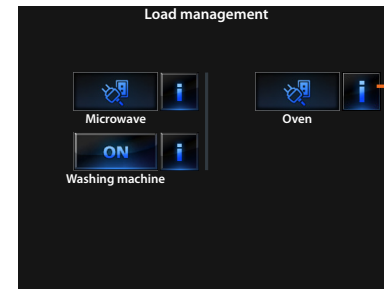 Load management
i
i
Microwave
Oven
ON
i
Washing machine